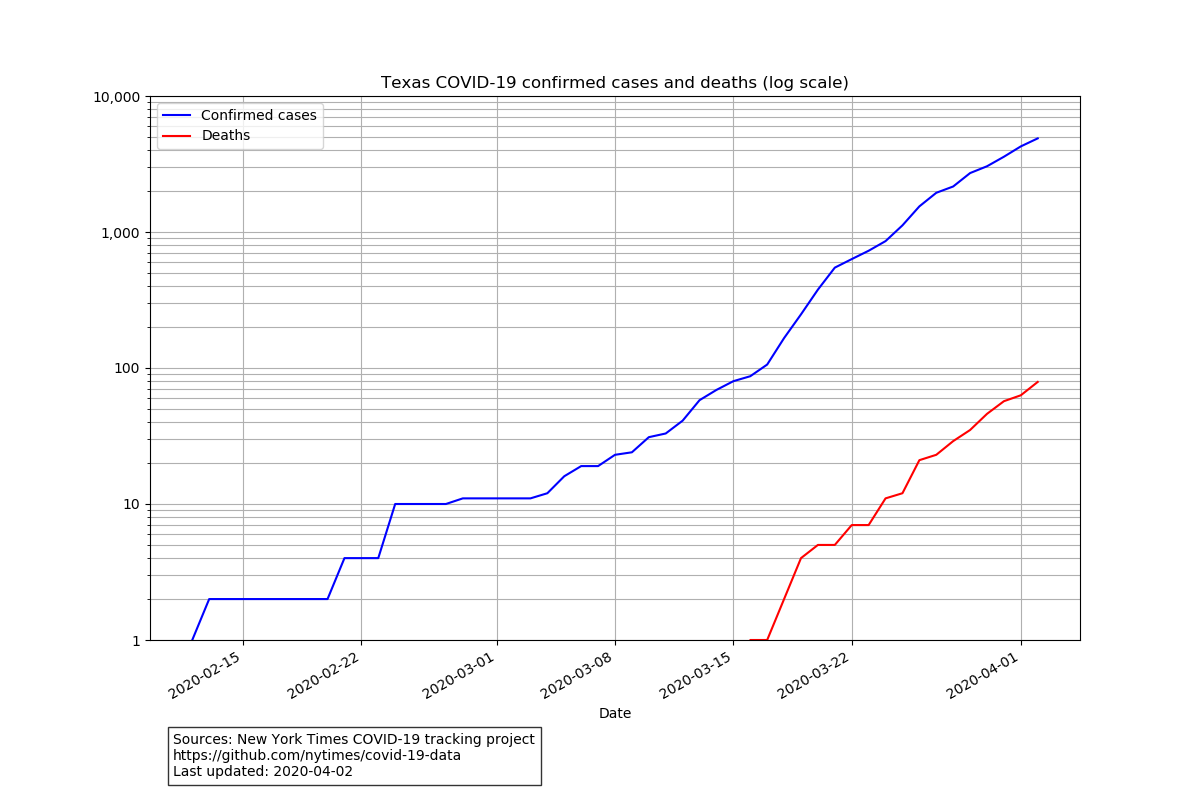 Texas COVID-19 confirmed cases and deaths (log scale)
10,000
1,000
100
10
1
Confirmed cases
Deaths
2020-02-15
2020-02-22
2020-03-01
2020-03-08
2020-03-15
2020-03-22
2020-04-01
Date
Sources: New York Times COVID-19 tracking project
https://github.com/nytimes/covid-19-data
Last updated: 2020-04-02